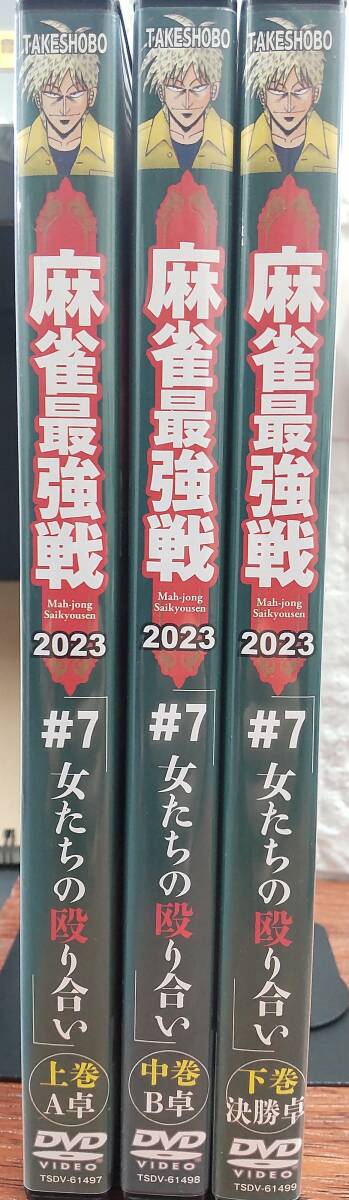 TAKESHOBO
麻雀最強戦
Mah-jong
Saikyousen
2023
#7
「女たちの殴り合い」
上巻
A卓
DVD
VIDEO
TSDV-61497
TAKESHOBO
麻雀最強戦
Mah-jong
Saikyousen
2023
#7
「女たちの殴り合い」
中巻
B卓
DVD
VIDEO
TSDV-61498
TAKESHOBO
麻雀最強戦
Mah-jong
Saikyousen
2023
#7
「女たちの殴り合い」
下巻
決勝卓
DVD
VIDEO
TSDV-61499